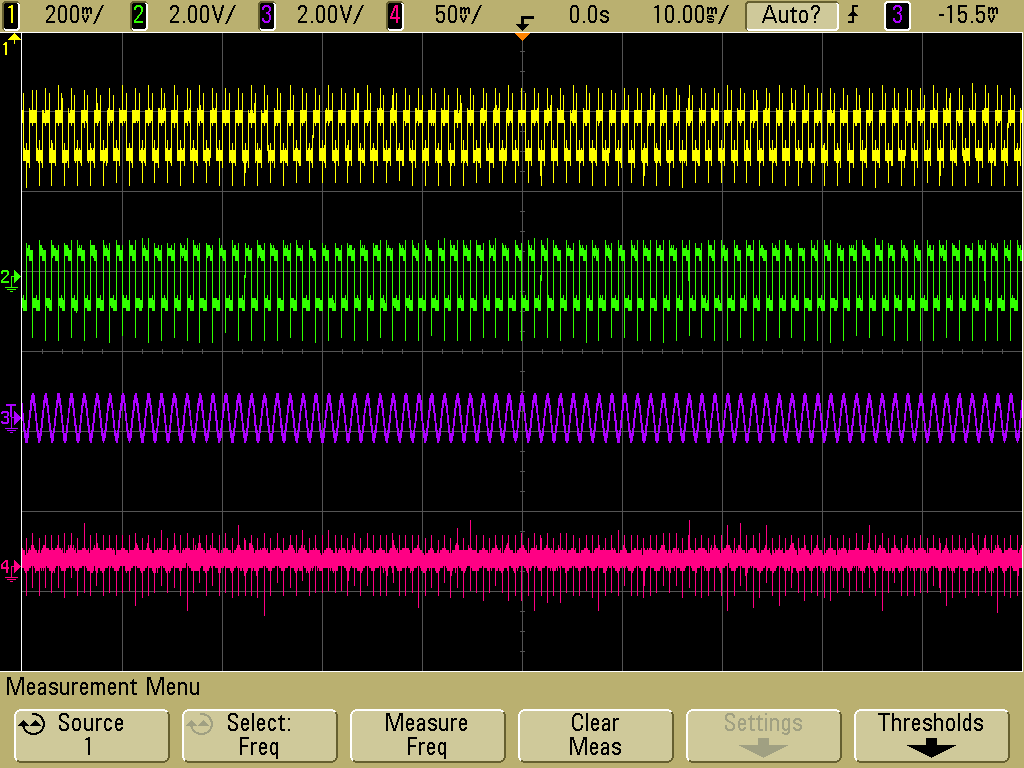 1 200mV/ 2 2.00V/ 3 2.00V/ 4 50mV/ 0.0s 10.00ms/ Auto? 3 -15.5mV
1
2
3
4
Measurement Menu
Source
1
Select:
Freq
Measure
Freq
Clear
Meas
Settings
Thresholds